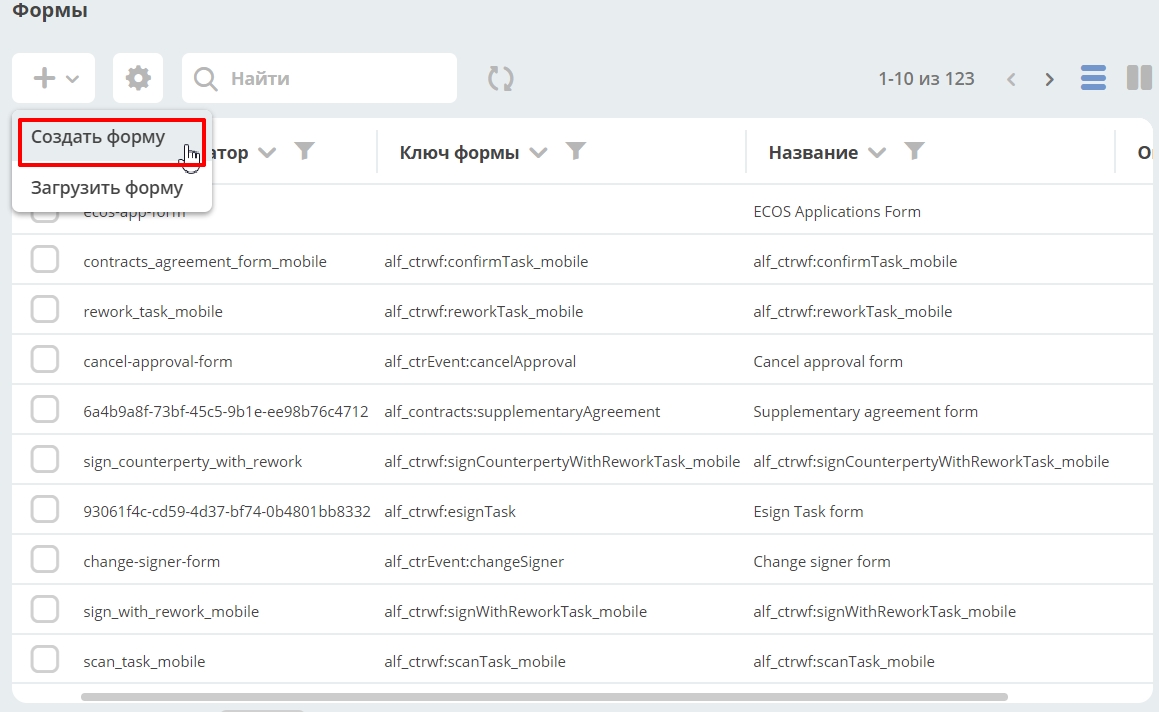 Формы
Найти
1-10 из 123
Создать форму
Загрузить форму
атор Ключ формы Название
ecos-app-form ECOS Applications Form
contracts_agreement_form_mobile alf_ctrwf:confirmTask_mobile alf_ctrwf:confirmTask_mobile
rework_task_mobile alf_ctrwf:reworkTask_mobile alf_ctrwf:reworkTask_mobile
cancel-approval-form alf_ctrEvent:cancelApproval Cancel approval form
6a4b9a8f-73bf-45c5-9b1e-ee98b76c4712 alf_contracts:supplementaryAgreement Supplementary agreement form
sign_counterperty_with_rework alf_ctrwf:signCounterpertyWithReworkTask_mobile alf_ctrwf:signCounterpertyWithReworkTask_mobile
93061f4c-cd59-4d37-bf74-0b4801bb8332 alf_ctrwf:esignTask Esign Task form
change-signer-form alf_ctrEvent:changeSigner Change signer form
sign_with_rework_mobile alf_ctrwf:signWithReworkTask_mobile alf_ctrwf:signWithReworkTask_mobile
scan_task_mobile alf_ctrwf:scanTask_mobile alf_ctrwf:scanTask_mobile